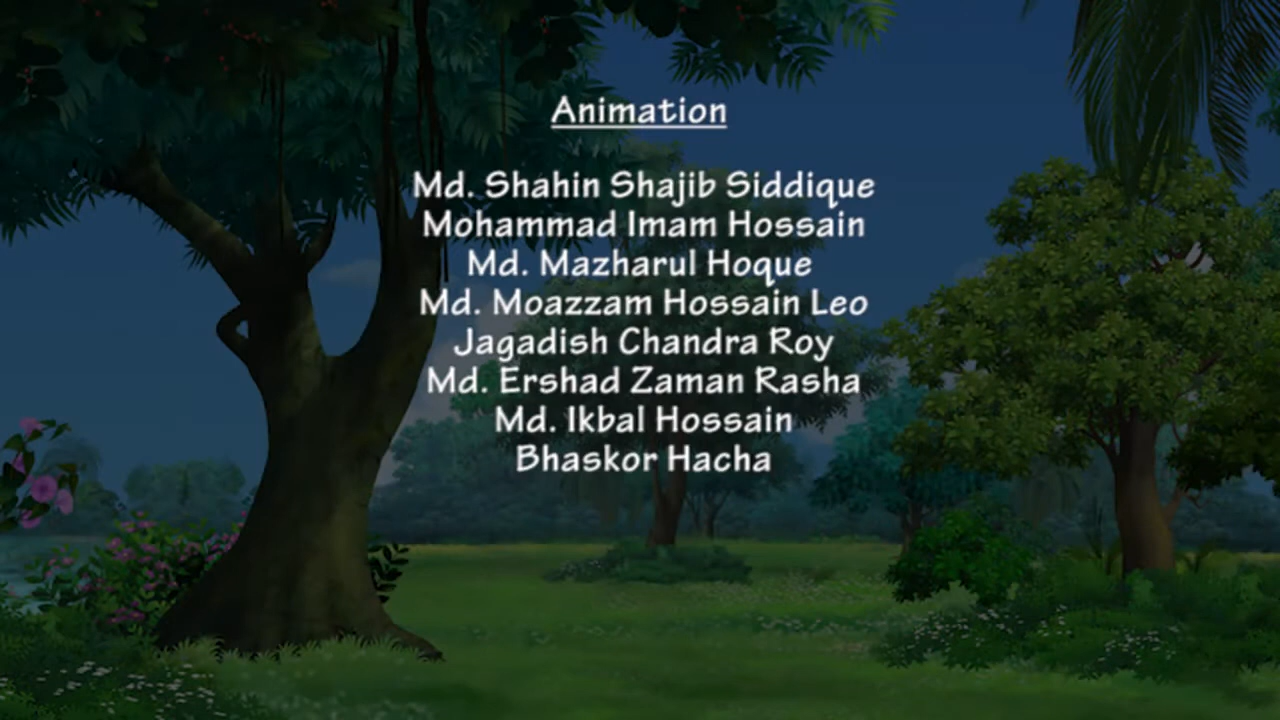 Animation
Md. Shahin Shajib Siddique
Mohammad Imam Hossain
Md. Mazharul Hoque
Md. Moazzam Hossain Leo
Jagadish Chandra Roy
Md. Ershad Zaman Rasha
Md. Ikbal Hossain
Bhaskor Hacha